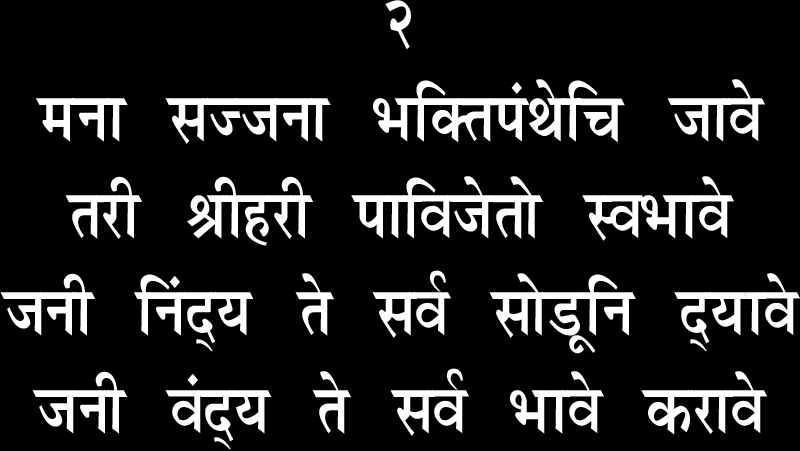 २
मना सज्जना भक्तिपंथेचि जावे
तरी श्रीहरी पाविजेतो स्वभावे
जनी निंद्य ते सर्व सोडूनि द्यावे
जनी वंद्य ते सर्व भावे करावे